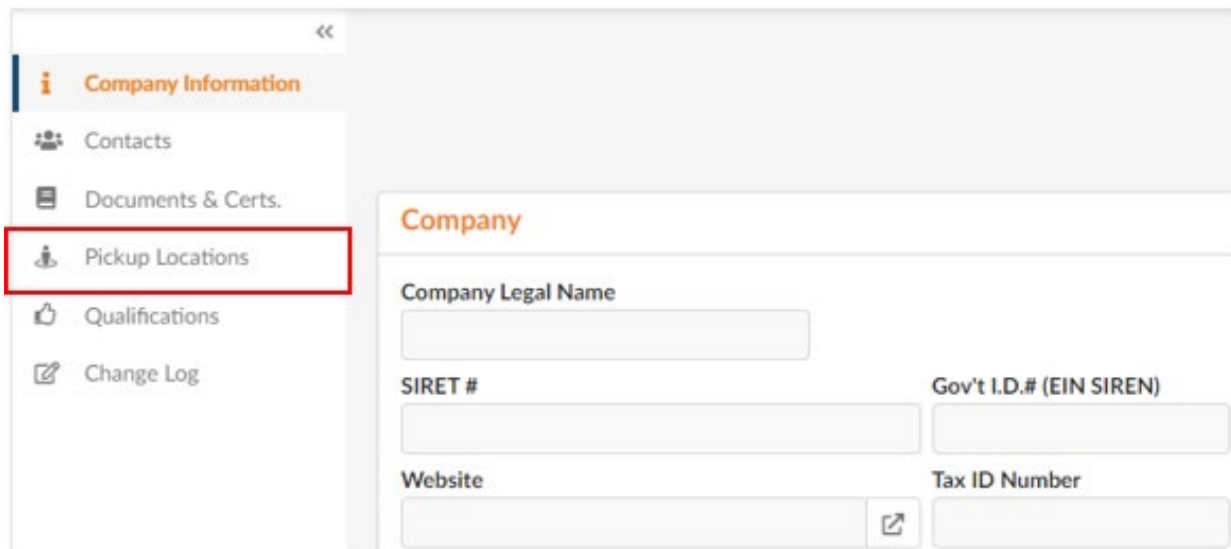 Company Information
Contacts
Documents & Certs.
Pickup Locations
Qualifications
Change Log
Company
Company Legal Name
SIRET # Gov't I.D.# (EIN SIREN)
Website Tax ID Number